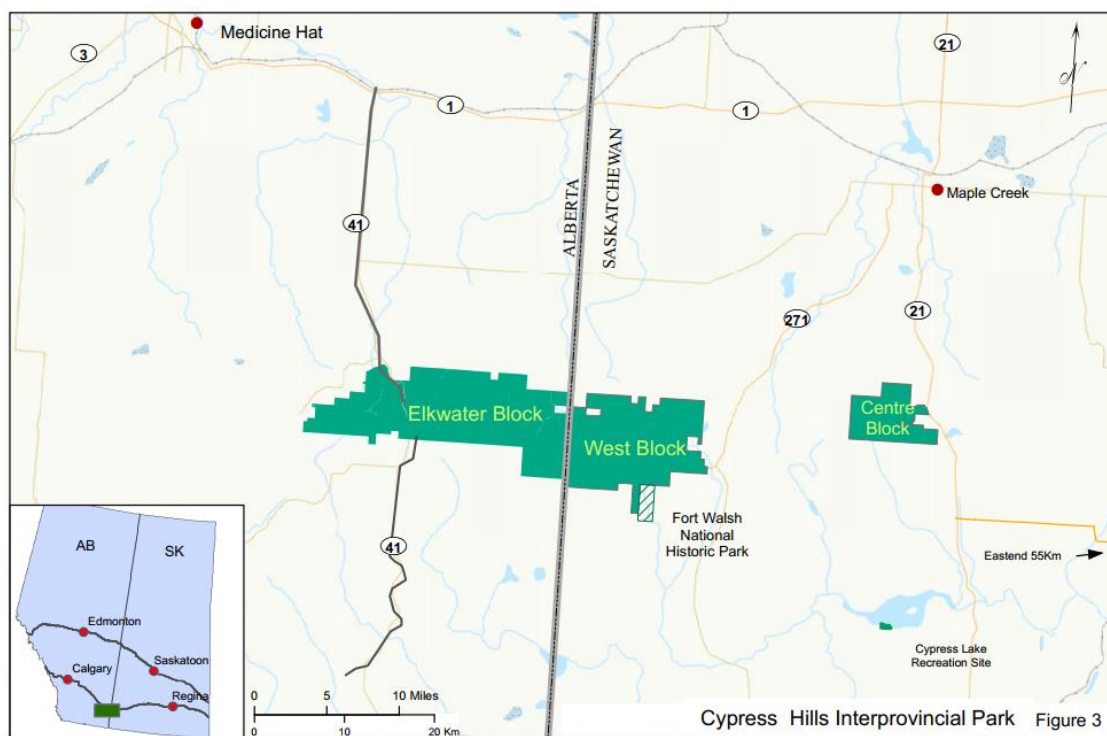 Medicine Hat
3
21
1
1
ALBERTA
SASKATCHEWAN
N
Maple Creek
41
271
21
Elkwater Block
West Block
Centre
Block
Fort Walsh
National
Historic Park
41
Eastend 55Km
Cypress Lake
Recreation Site
AB
SK
Edmonton
Saskatoon
Calgary
Regina
0 5 10 Miles
0 10 20 Km
Cypress Hills Interprovincial Park Figure 3